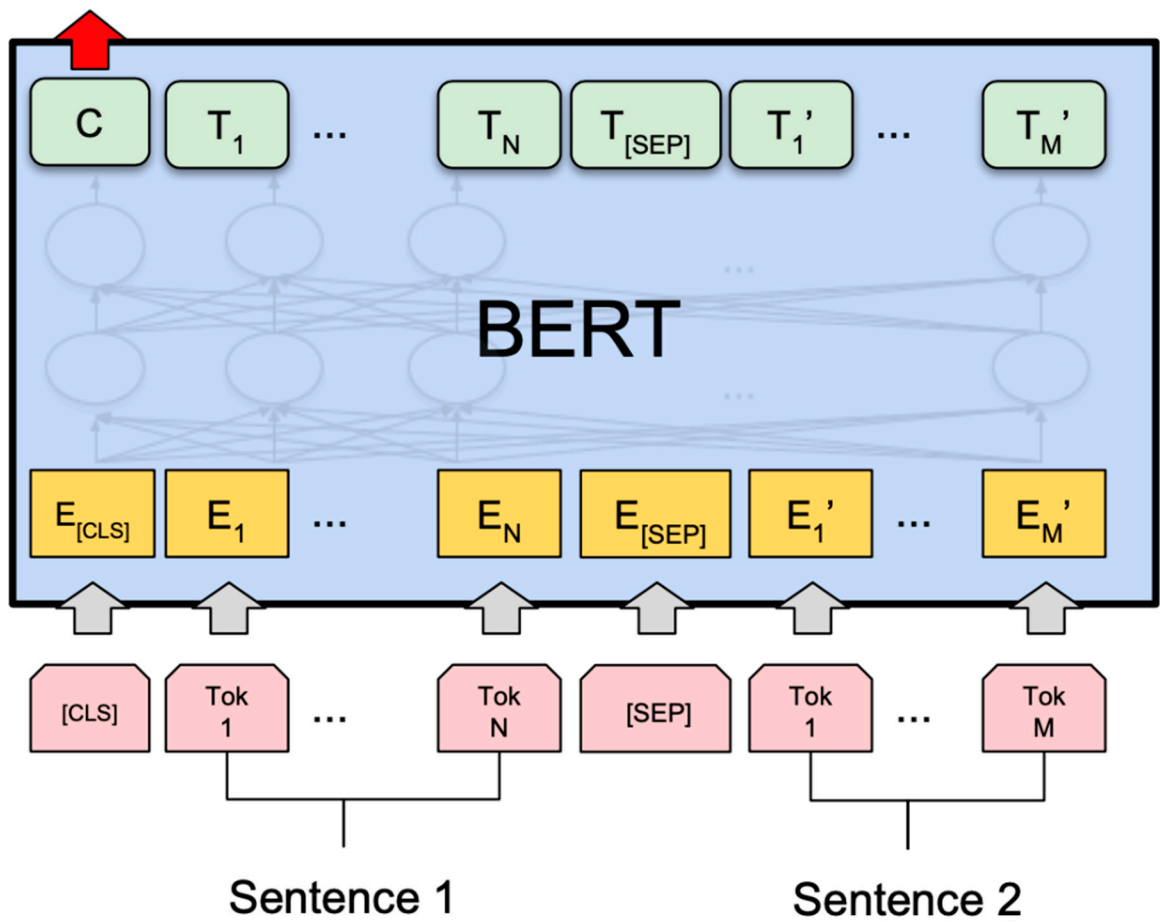 C T1 ... TN T[SEP] T1’ ... TM’
...
BERT
...
E[CLS] E1 ... EN E[SEP] E1’ ... EM’
[CLS] Tok 1 ... Tok N [SEP] Tok 1 ... Tok M
Sentence 1 Sentence 2